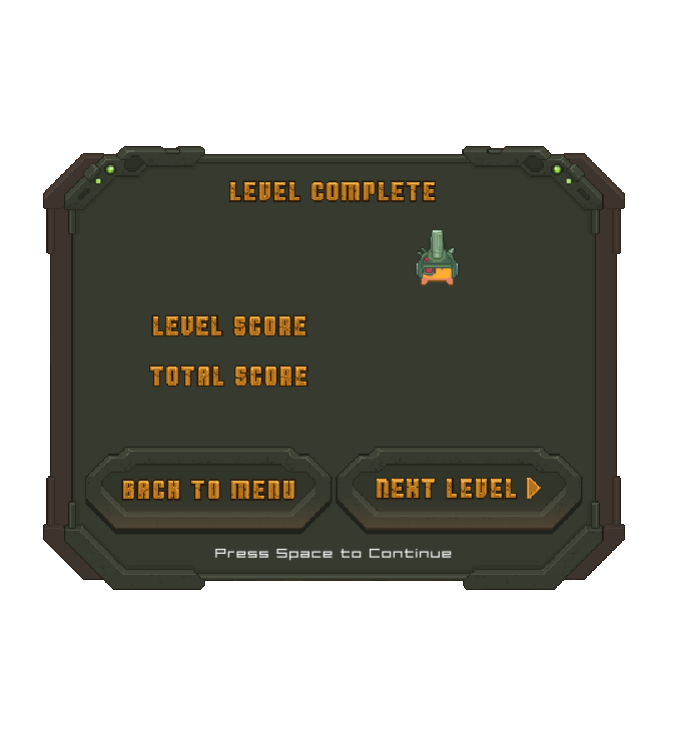 LEVEL COMPLETE
LEVEL SCORE
TOTAL SCORE
BACK TO MENU
NEXT LEVEL
Press Space to Continue